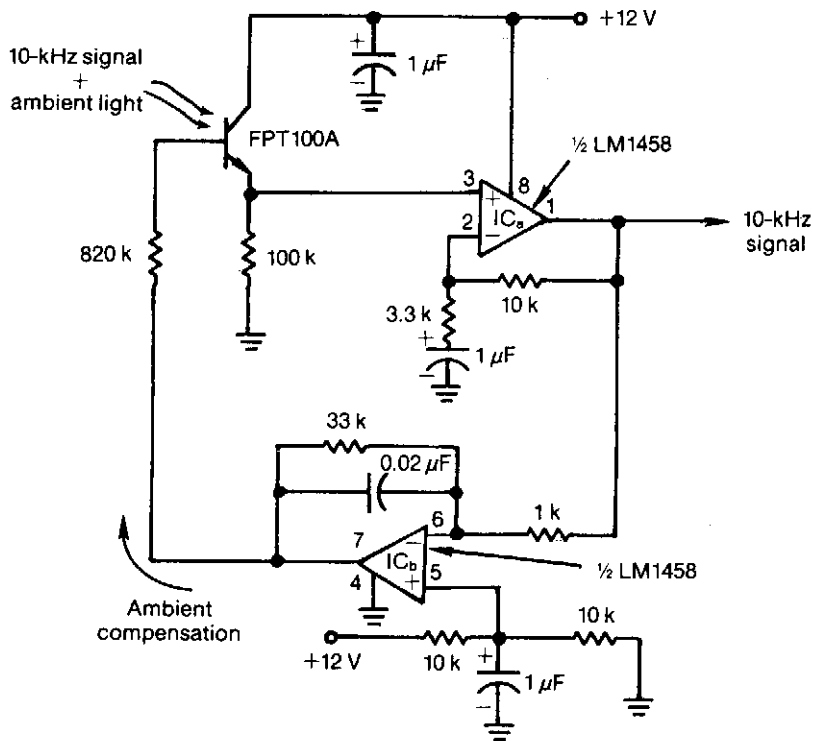 +12 V
10-kHz signal
+
ambient light
+
1 µF
-
FPT100A
½ LM1458
3
8
1
+
ICa
2
-
10-kHz
signal
820 k
100 k
10 k
3.3 k
+
1 µF
-
33 k
0.02 µF
1 k
6
7
-
ICb
4
+
5
½ LM1458
Ambient
compensation
10 k
+12 V
10 k
+
1 µF
-